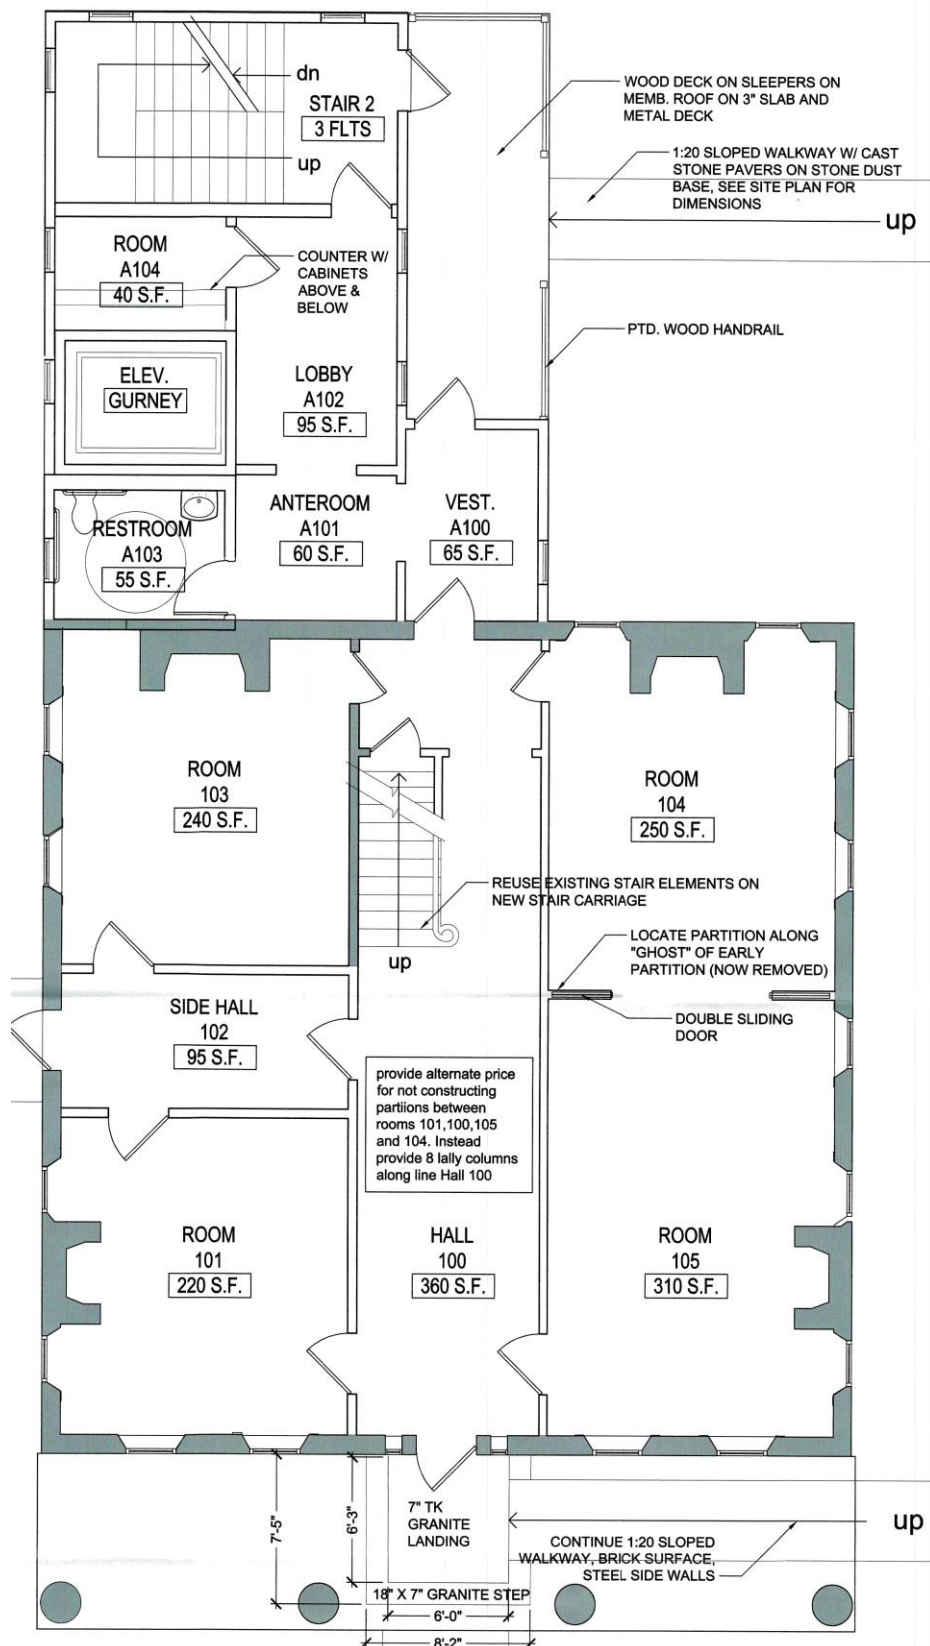 dn
STAIR 2
3 FLTS
up
WOOD DECK ON SLEEPERS ON
MEMB. ROOF ON 3" SLAB AND
METAL DECK
1:20 SLOPED WALKWAY W/ CAST
STONE PAVERS ON STONE DUST
BASE, SEE SITE PLAN FOR
DIMENSIONS
up
ROOM
A104
40 S.F.
COUNTER W/
CABINETS
ABOVE &
BELOW
PTD. WOOD HANDRAIL
ELEV.
GURNEY
LOBBY
A102
95 S.F.
RESTROOM
A103
55 S.F.
ANTEROOM
A101
60 S.F.
VEST.
A100
65 S.F.
ROOM
103
240 S.F.
ROOM
104
250 S.F.
REUSE EXISTING STAIR ELEMENTS ON
NEW STAIR CARRIAGE
up
LOCATE PARTITION ALONG
"GHOST" OF EARLY
PARTITION (NOW REMOVED)
DOUBLE SLIDING
DOOR
SIDE HALL
102
95 S.F.
provide alternate price
for not constructing
partiions between
rooms 101,100,105
and 104. Instead
provide 8 lally columns
along line Hall 100
ROOM
101
220 S.F.
HALL
100
360 S.F.
ROOM
105
310 S.F.
7'-5"
6'-3"
7" TK
GRANITE
LANDING
up
CONTINUE 1:20 SLOPED
WALKWAY, BRICK SURFACE,
STEEL SIDE WALLS
18" X 7" GRANITE STEP
6'-0"
8'-2"